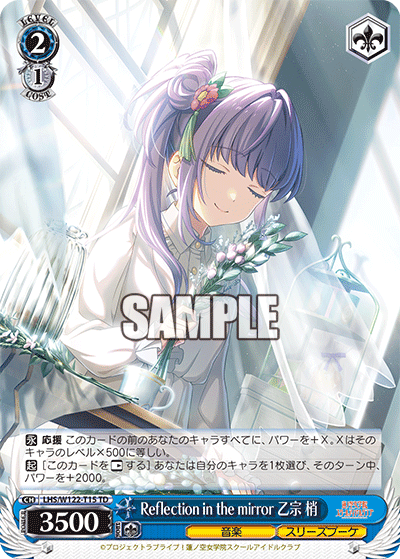 LEVEL
2
1
COST
SAMPLE
永 応援 このカードの前のあなたのキャラすべてに、パワーを+X。Xはそ
のキャラのレベル×500に等しい。
起 [このカードを する] あなたは自分のキャラを1枚選び、そのターン中、
パワーを+2000。
CH LHS/W122-T15 TD
3500
Reflection in the mirror 乙宗 梢
音楽
スリーズブーケ
©プロジェクトラブライブ！蓮ノ空女学院スクールアイドルクラブ